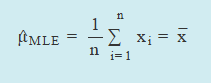 μ̂MLE = 1/n n∑i=1 xi = x̄